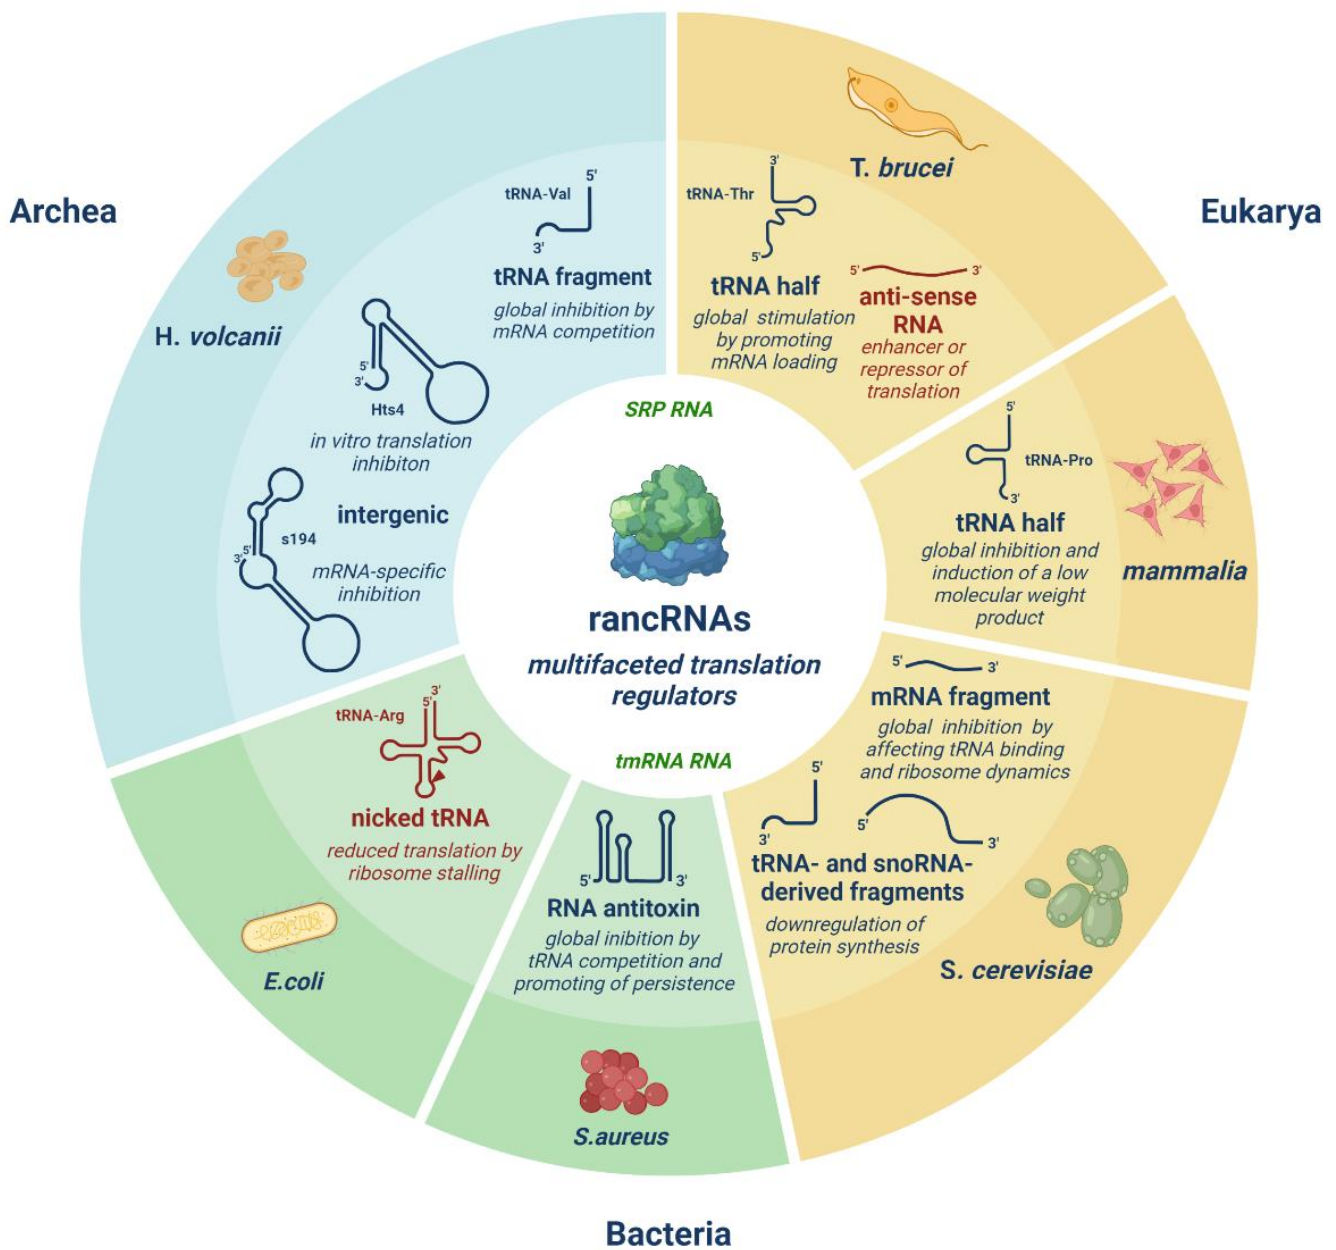 Archea
Eukarya
Bacteria
T. brucei
tRNA-Thr
3'
5'
tRNA half
global stimulation
by promoting
mRNA loading
5'
3'
anti-sense
RNA
enhancer or
repressor of
translation
5'
tRNA-Pro
3'
tRNA half
global inhibition and
induction of a low
molecular weight
product
mammalia
5'
3'
mRNA fragment
global inhibition by
affecting tRNA binding
and ribosome dynamics
5'
3'
5'
3'
tRNA- and snoRNA-
derived fragments
downregulation of
protein synthesis
S. cerevisiae
5'
3'
RNA antitoxin
global inibition by
tRNA competition and
promoting of persistence
S.aureus
tRNA-Arg
3'
5'
nicked tRNA
reduced translation by
ribosome stalling
E.coli
H. volcanii
tRNA-Val
5'
3'
tRNA fragment
global inhibition by
mRNA competition
5'
3'
Hts4
in vitro translation
inhibiton
intergenic
s194
5'
3'
mRNA-specific
inhibition
SRP RNA
rancRNAs
multifaceted translation
regulators
tmRNA RNA